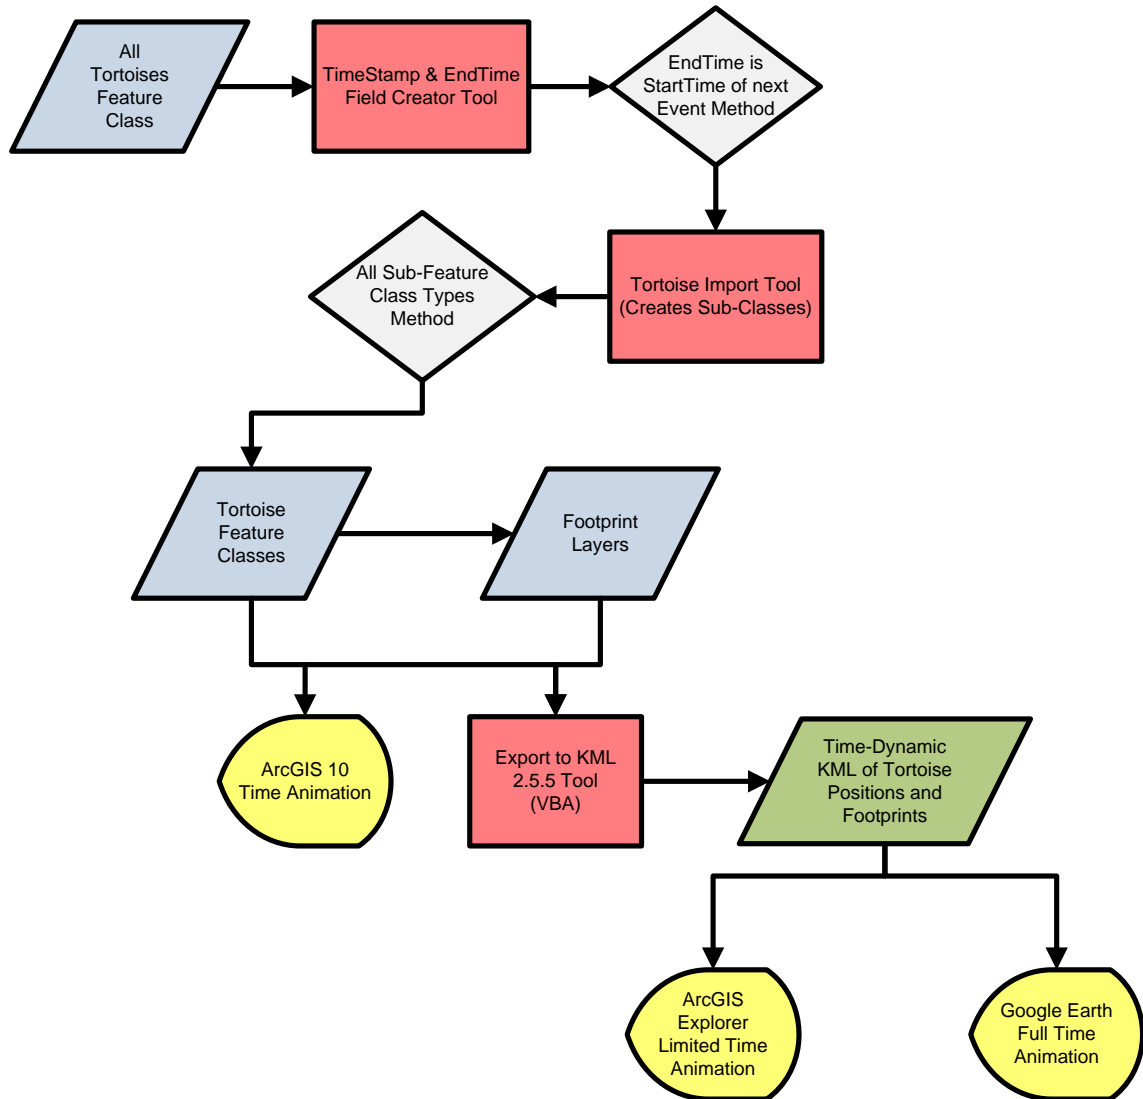 All
Tortoises
Feature
Class
TimeStamp & EndTime
Field Creator Tool
EndTime is
StartTime of next
Event Method
All Sub-Feature
Class Types
Method
Tortoise Import Tool
(Creates Sub-Classes)
Tortoise
Feature
Classes
Footprint
Layers
ArcGIS 10
Time Animation
Export to KML
2.5.5 Tool
(VBA)
Time-Dynamic
KML of Tortoise
Positions and
Footprints
ArcGIS
Explorer
Limited Time
Animation
Google Earth
Full Time
Animation